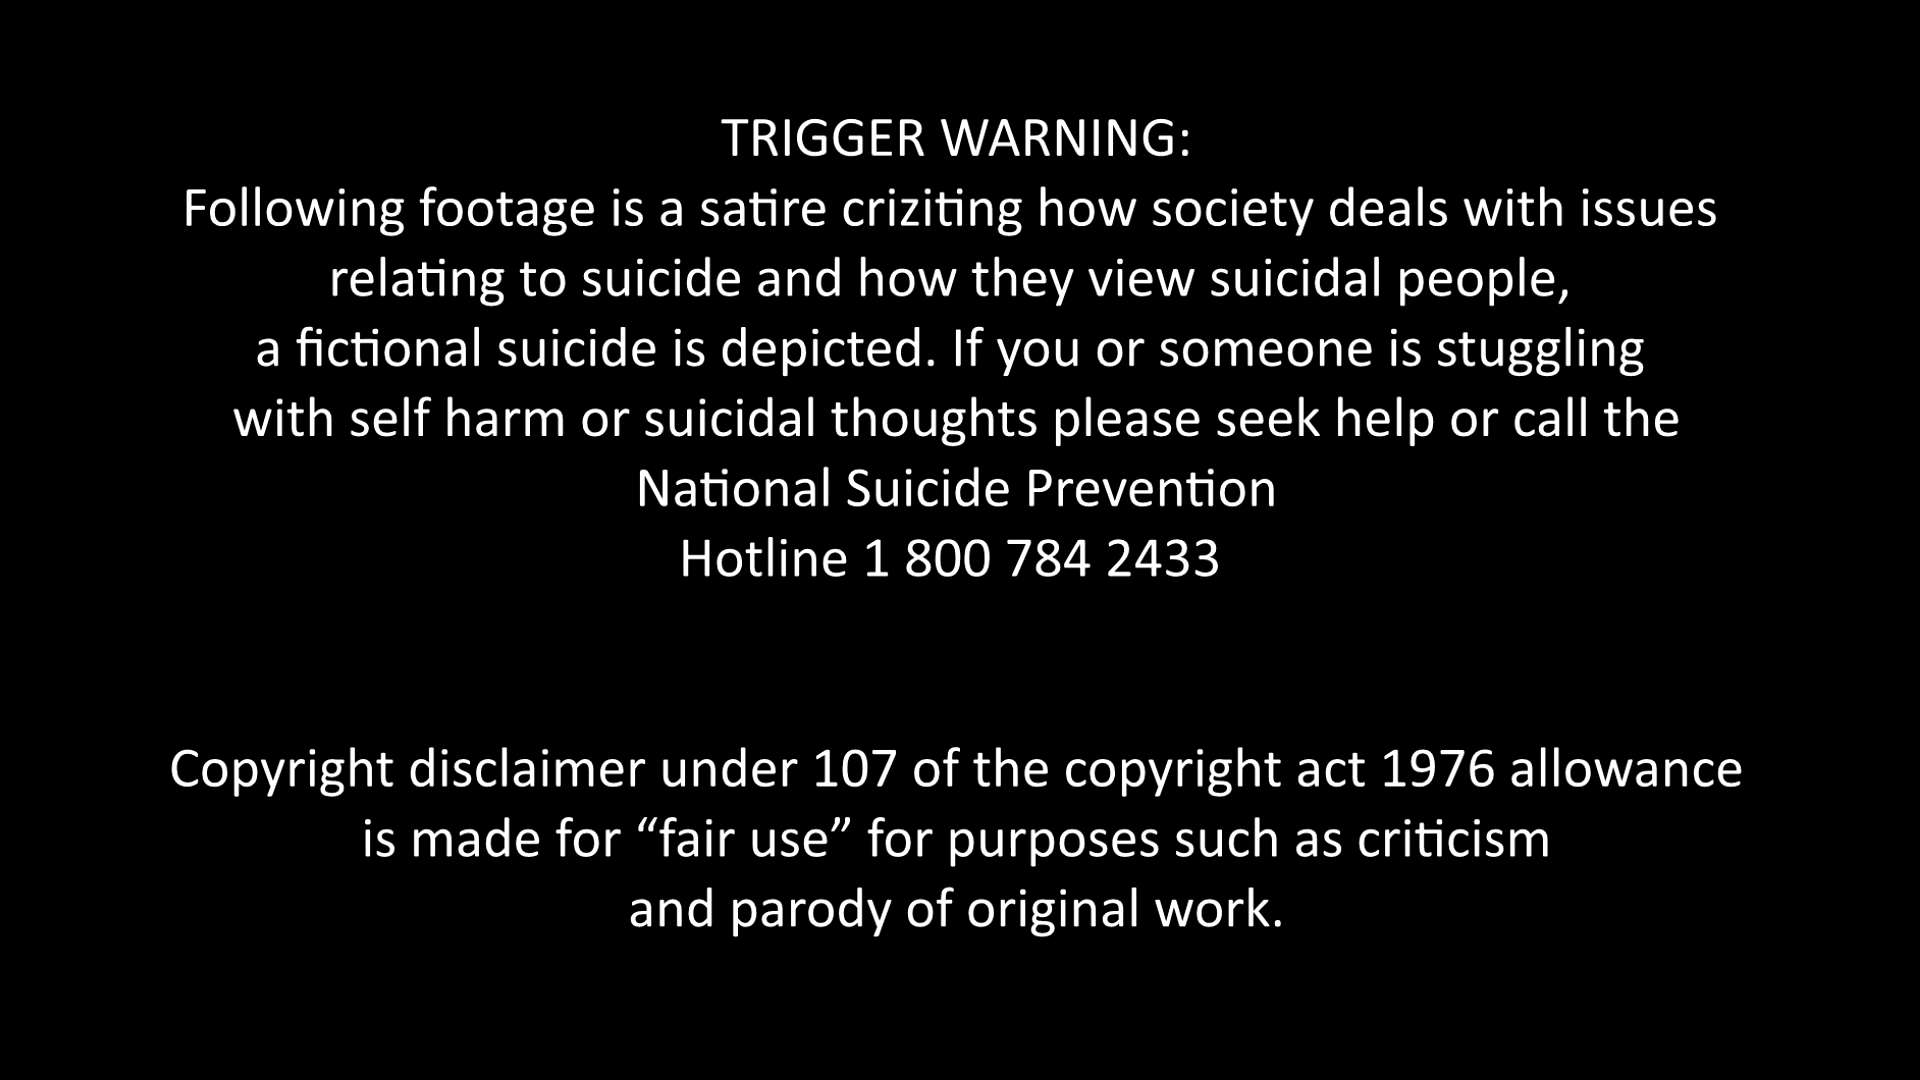 TRIGGER WARNING:
Following footage is a satire criziting how society deals with issues
relating to suicide and how they view suicidal people,
a fictional suicide is depicted. If you or someone is stuggling
with self harm or suicidal thoughts please seek help or call the
National Suicide Prevention
Hotline 1 800 784 2433
Copyright disclaimer under 107 of the copyright act 1976 allowance
is made for “fair use” for purposes such as criticism
and parody of original work.